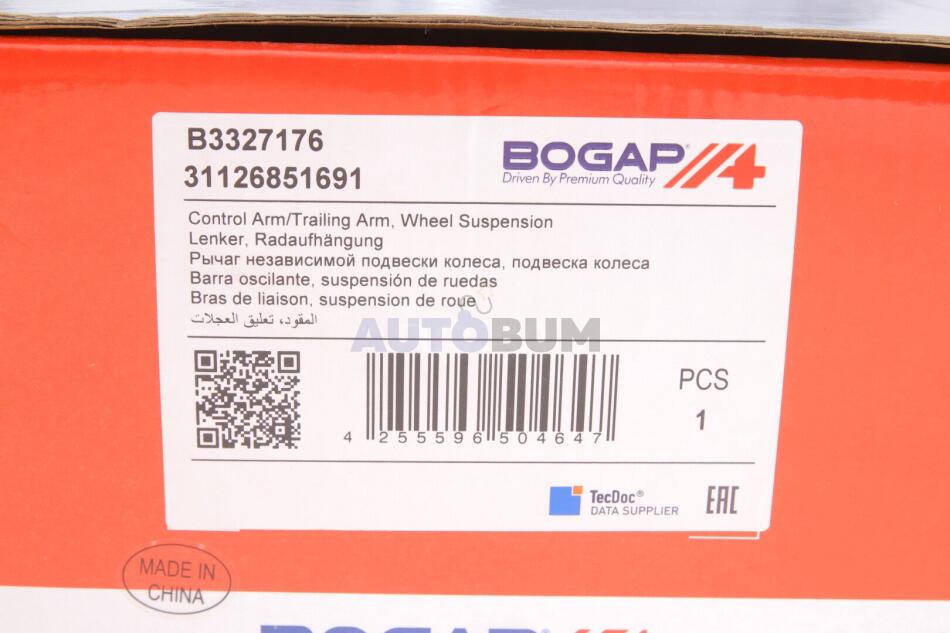 B3327176
31126851691
BOGAP®
Driven By Premium Quality
Control Arm/Trailing Arm, Wheel Suspension
Lenker, Radaufhängung
Рычаг независимой подвески колеса, подвеска колеса
Barra oscilante, suspensión de ruedas
Bras de liaison, suspension de roue
المقود، تعليق العجلات
AUTOBUM
PCS
1
4 255596 504647
TecDoc®
DATA SUPPLIER
EAC
MADE IN
CHINA
BOGAP®